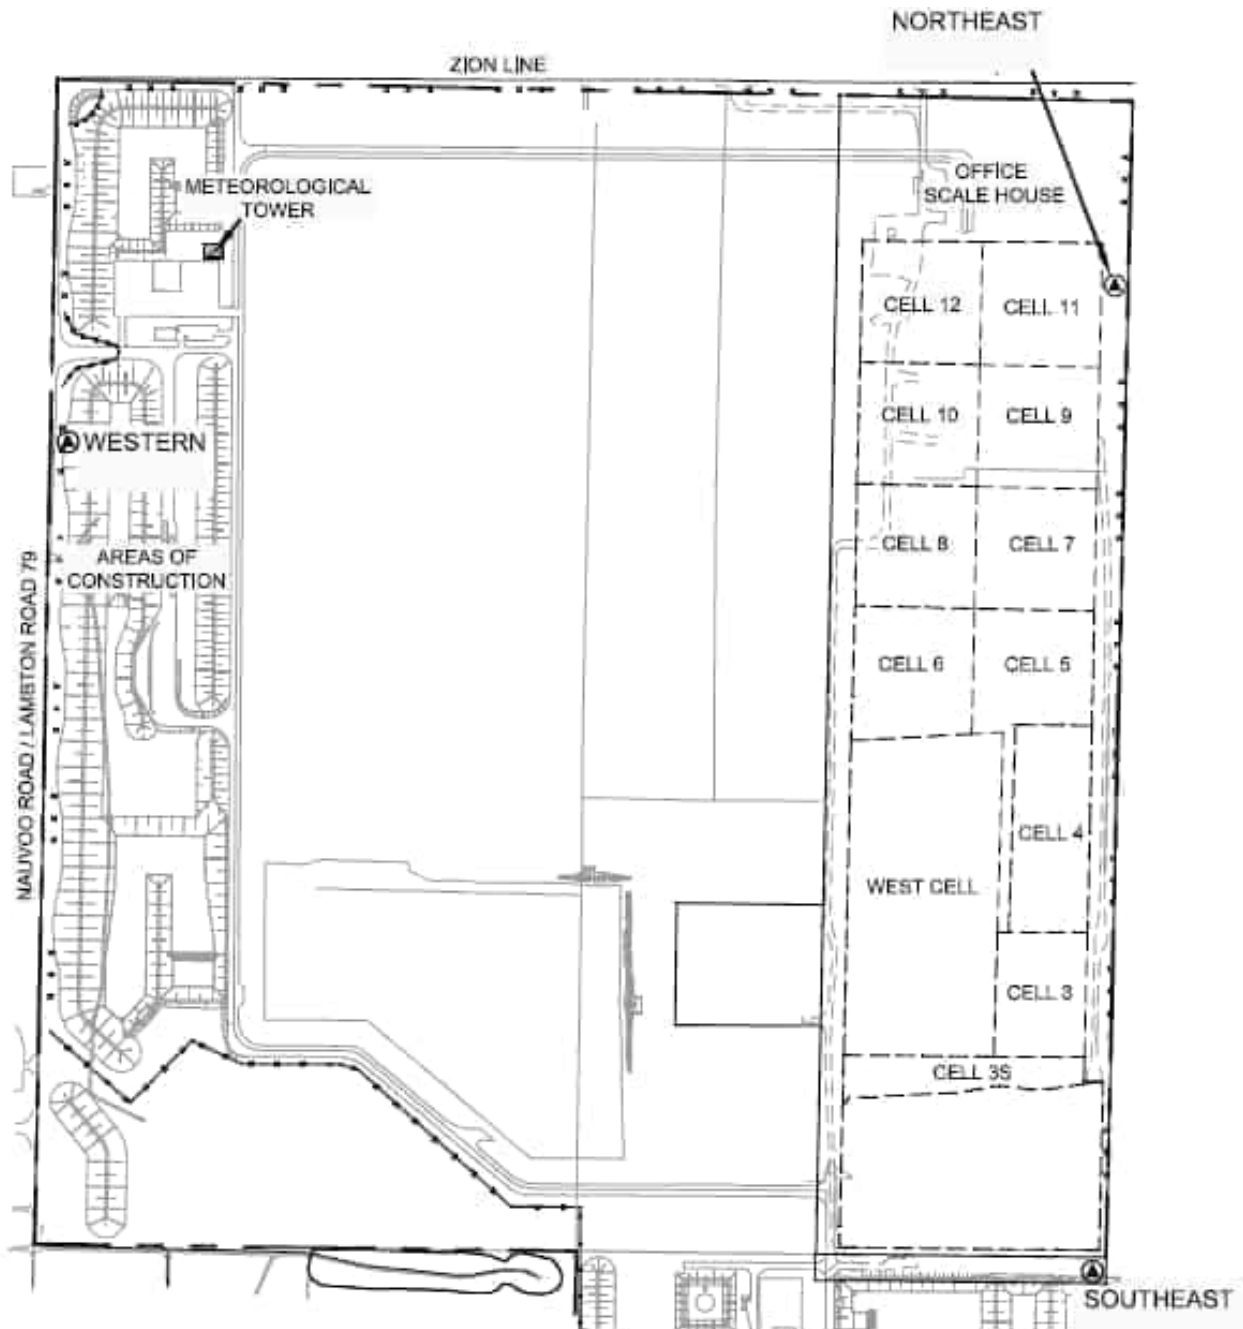 NORTHEAST
ZION LINE
OFFICE
SCALE HOUSE
METEOROLOGICAL
TOWER
CELL 12
CELL 11
CELL 10
CELL 9
WESTERN
CELL 8
CELL 7
AREAS OF
CONSTRUCTION
NAUVOO ROAD / LAMBTON ROAD 79
CELL 6
CELL 5
CELL 4
WEST CELL
CELL 3
CELL 3S
SOUTHEAST